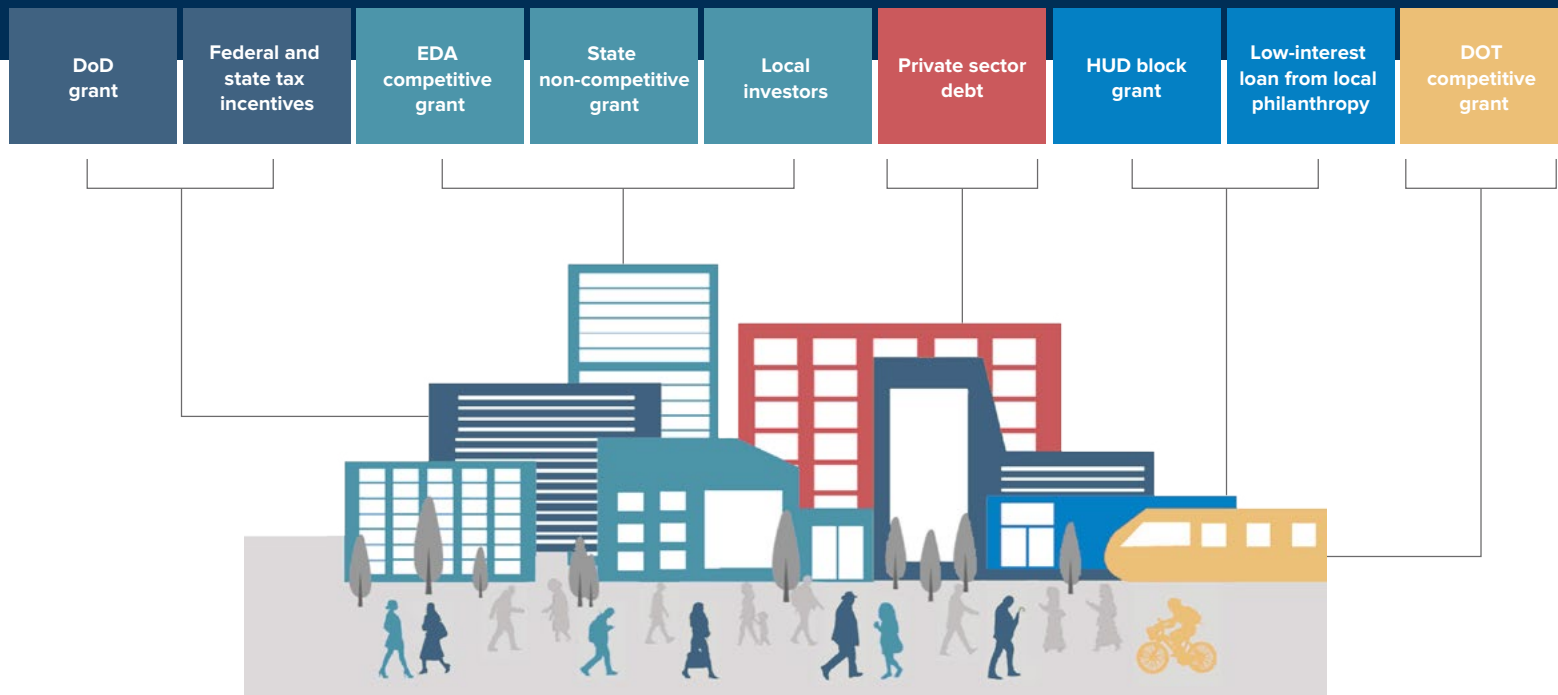 DoD
grant
Federal and
state tax
incentives
EDA
competitive
grant
State
non-competitive
grant
Local
investors
Private sector
debt
HUD block
grant
Low-interest
loan from local
philanthropy
DOT
competitive
grant